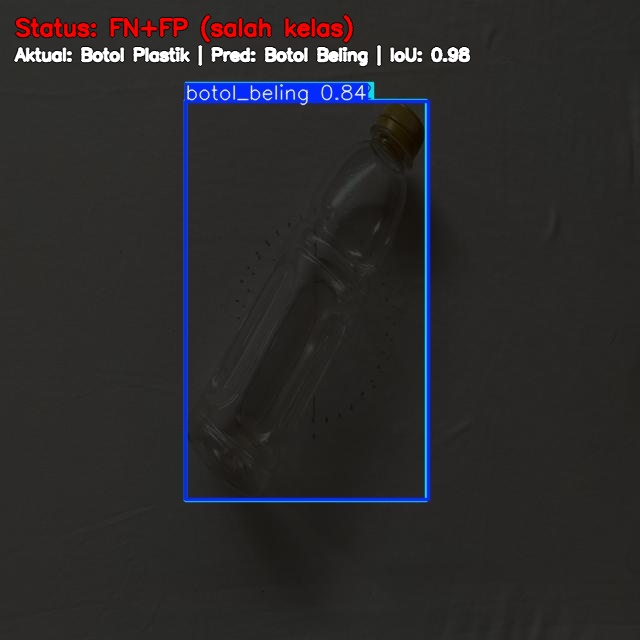 Status: FN+FP (salah kelas)
Aktual: Botol Plastik | Pred: Botol Beling | IoU: 0.98
botol_beling 0.84